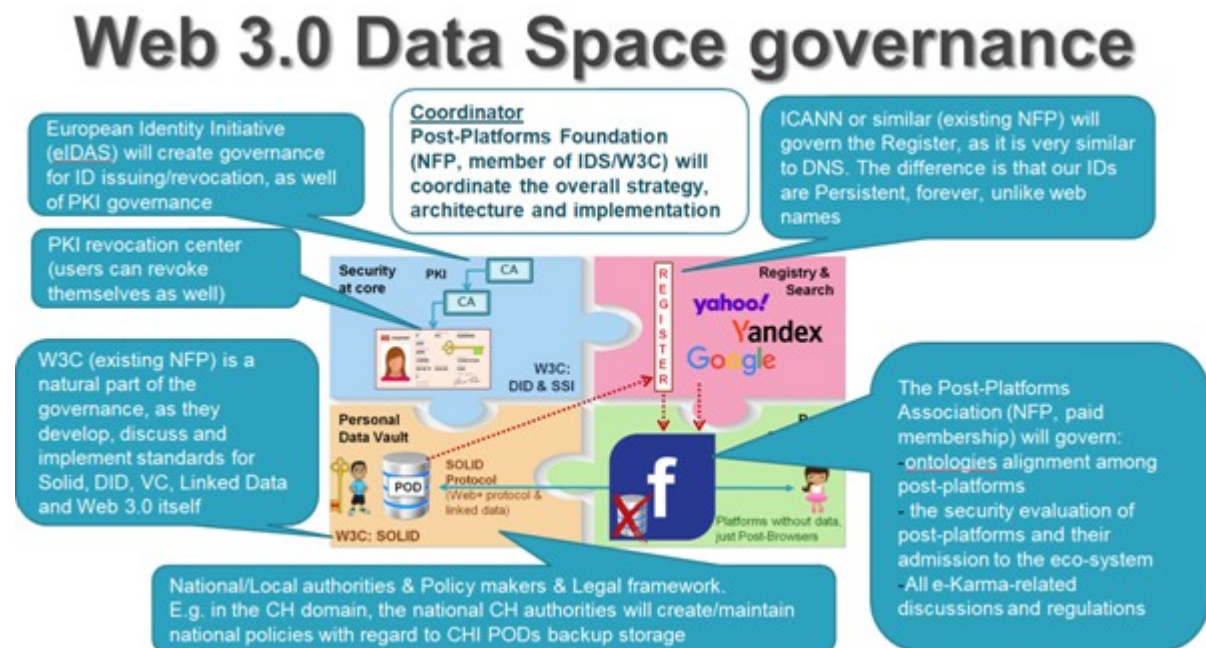 Web 3.0 Data Space governance
European Identity Initiative
(eIDAS) will create governance
for ID issuing/revocation, as well
of PKI governance
Coordinator
Post-Platforms Foundation
(NFP, member of IDS/W3C) will
coordinate the overall strategy,
architecture and implementation
ICANN or similar (existing NFP) will
govern the Register, as it is very similar
to DNS. The difference is that our IDs
are Persistent, forever, unlike web
names
PKI revocation center
(users can revoke
themselves as well)
Security
at core
PKI
CA
CA
W3C:
DID & SSI
REGISTER
Registry &
Search
yahoo!
Yandex
Google
W3C (existing NFP) is a
natural part of the
governance, as they
develop, discuss and
implement standards for
Solid, DID, VC, Linked Data
and Web 3.0 itself
Personal
Data Vault
POD
SOLID
Protocol
(Web+ protocol &
linked data)
W3C: SOLID
f
Platforms without data,
just Post-Browsers
The Post-Platforms
Association (NFP, paid
membership) will govern:
-ontologies alignment among
post-platforms
- the security evaluation of
post-platforms and their
admission to the eco-system
-All e-Karma-related
discussions and regulations
National/Local authorities & Policy makers & Legal framework.
E.g. in the CH domain, the national CH authorities will create/maintain
national policies with regard to CHI PODs backup storage